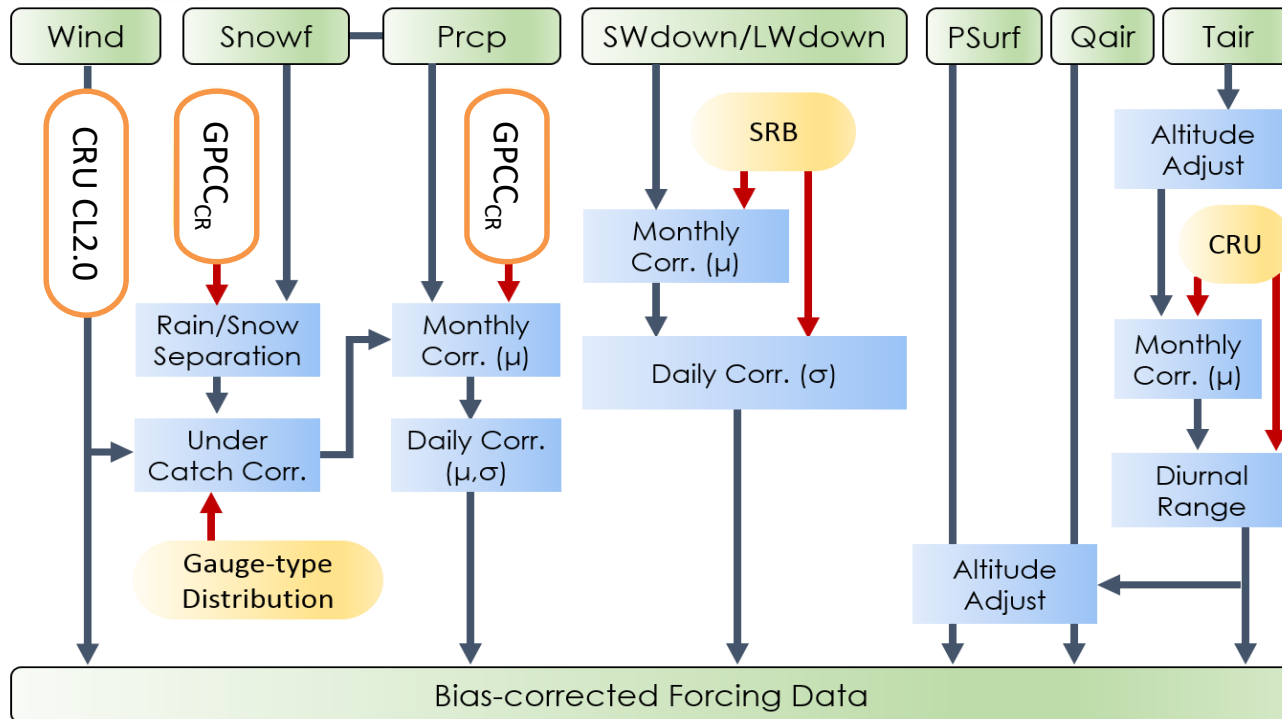 Wind
Snowf
Prcp
SWdown/LWdown
PSurf
Qair
Tair
CRU CL2.0
GPCC_CR
GPCC_CR
SRB
Altitude
Adjust
Monthly
Corr. (μ)
CRU
Rain/Snow
Separation
Monthly
Corr. (μ)
Monthly
Corr. (μ)
Daily Corr. (σ)
Under
Catch Corr.
Daily Corr.
(μ,σ)
Diurnal
Range
Gauge-type
Distribution
Altitude
Adjust
Bias-corrected Forcing Data